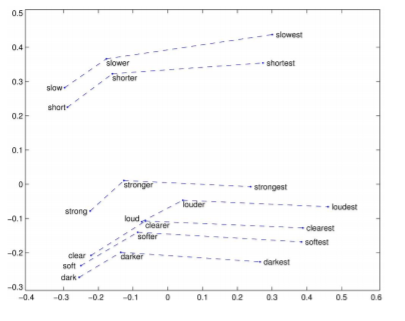 0.5
0.4
slowest
slower
shortest
0.3
shorter
slow
short
0.2
0.1
0
stronger
strongest
louder
loudest
strong
-0.1
loud
clearer
clearest
softer
softest
clear
-0.2
soft
darker
darkest
dark
-0.3
-0.4
-0.3
-0.2
-0.1
0
0.1
0.2
0.3
0.4
0.5
0.6